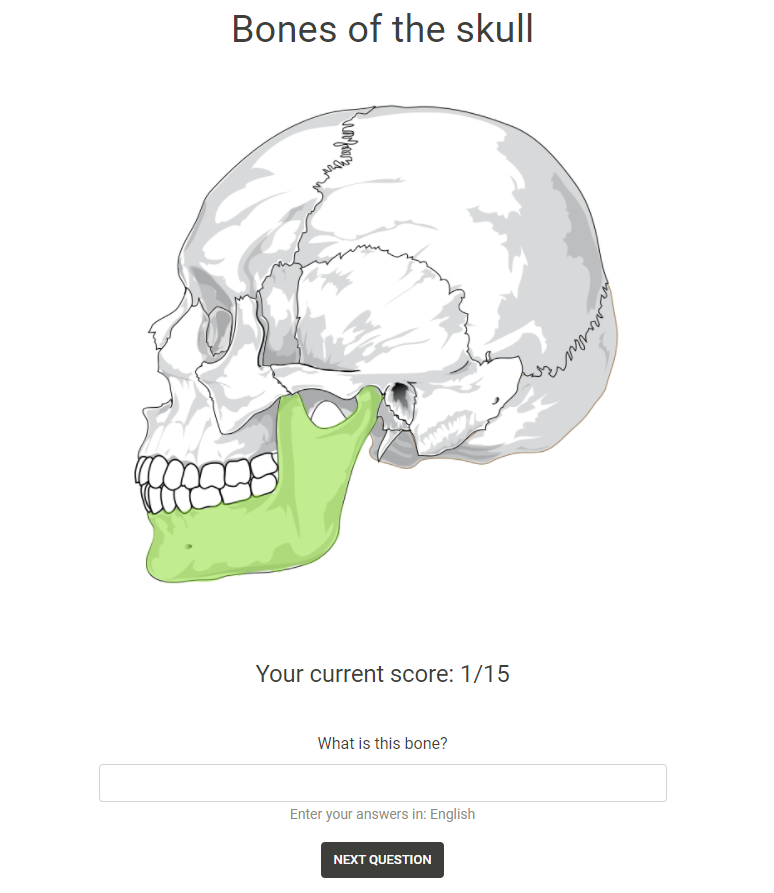 Bones of the skull
Your current score: 1/15
What is this bone?
Enter your answers in: English
NEXT QUESTION